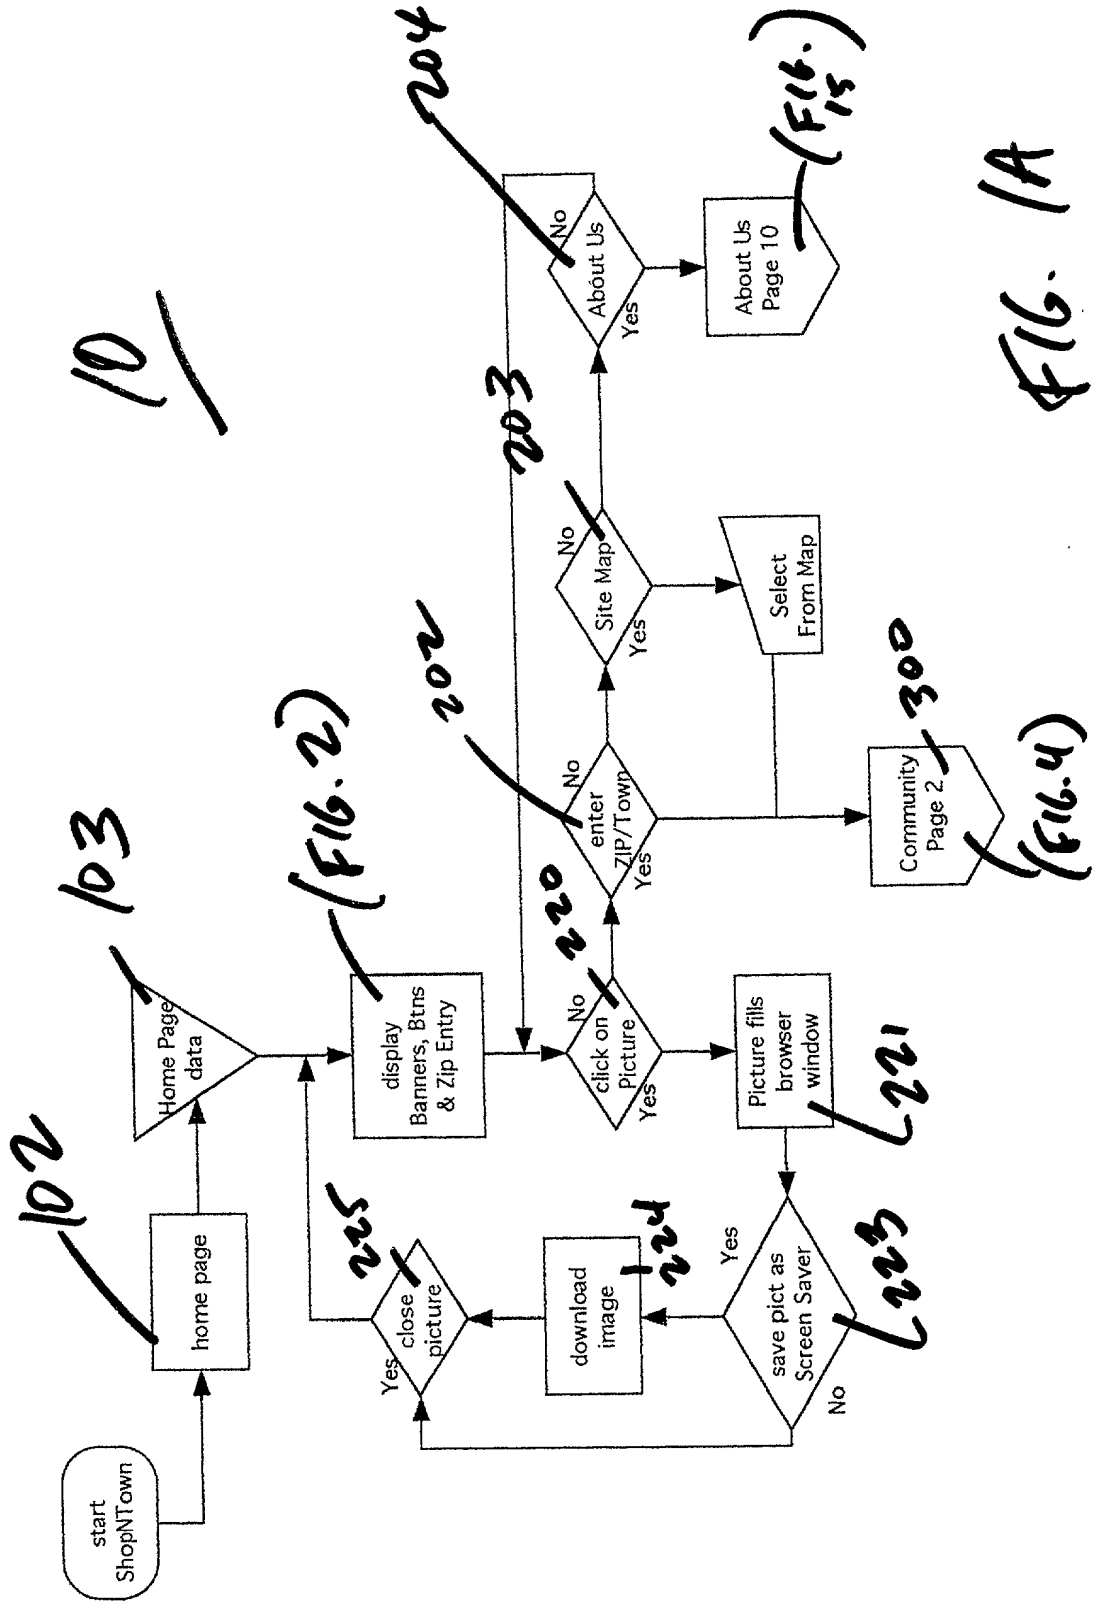 10
start
ShopNTown
102
home page
103
Home Page
data
(FIG. 2)
display
Banners, Btns
& Zip Entry
225
close
picture
Yes
224
download
image
save pict as
Screen Saver
Yes
No
223
Picture fills
browser
window
221
220
click on
Picture
No
Yes
202
enter
ZIP/Town
No
Yes
203
Site Map
No
Yes
204
About Us
No
Yes
Select
From Map
Community
Page 2
300
(FIG. 4)
About Us
Page 10
(FIG.
15)
FIG. 1A